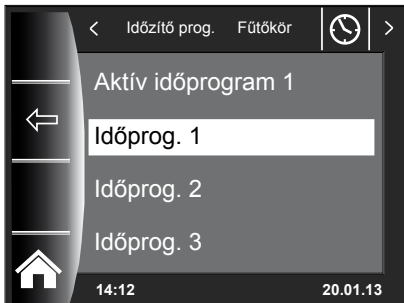 < Időzítő prog. Fűtőkör >
Aktív időprogram 1
Időprog. 1
Időprog. 2
Időprog. 3
14:12 20.01.13